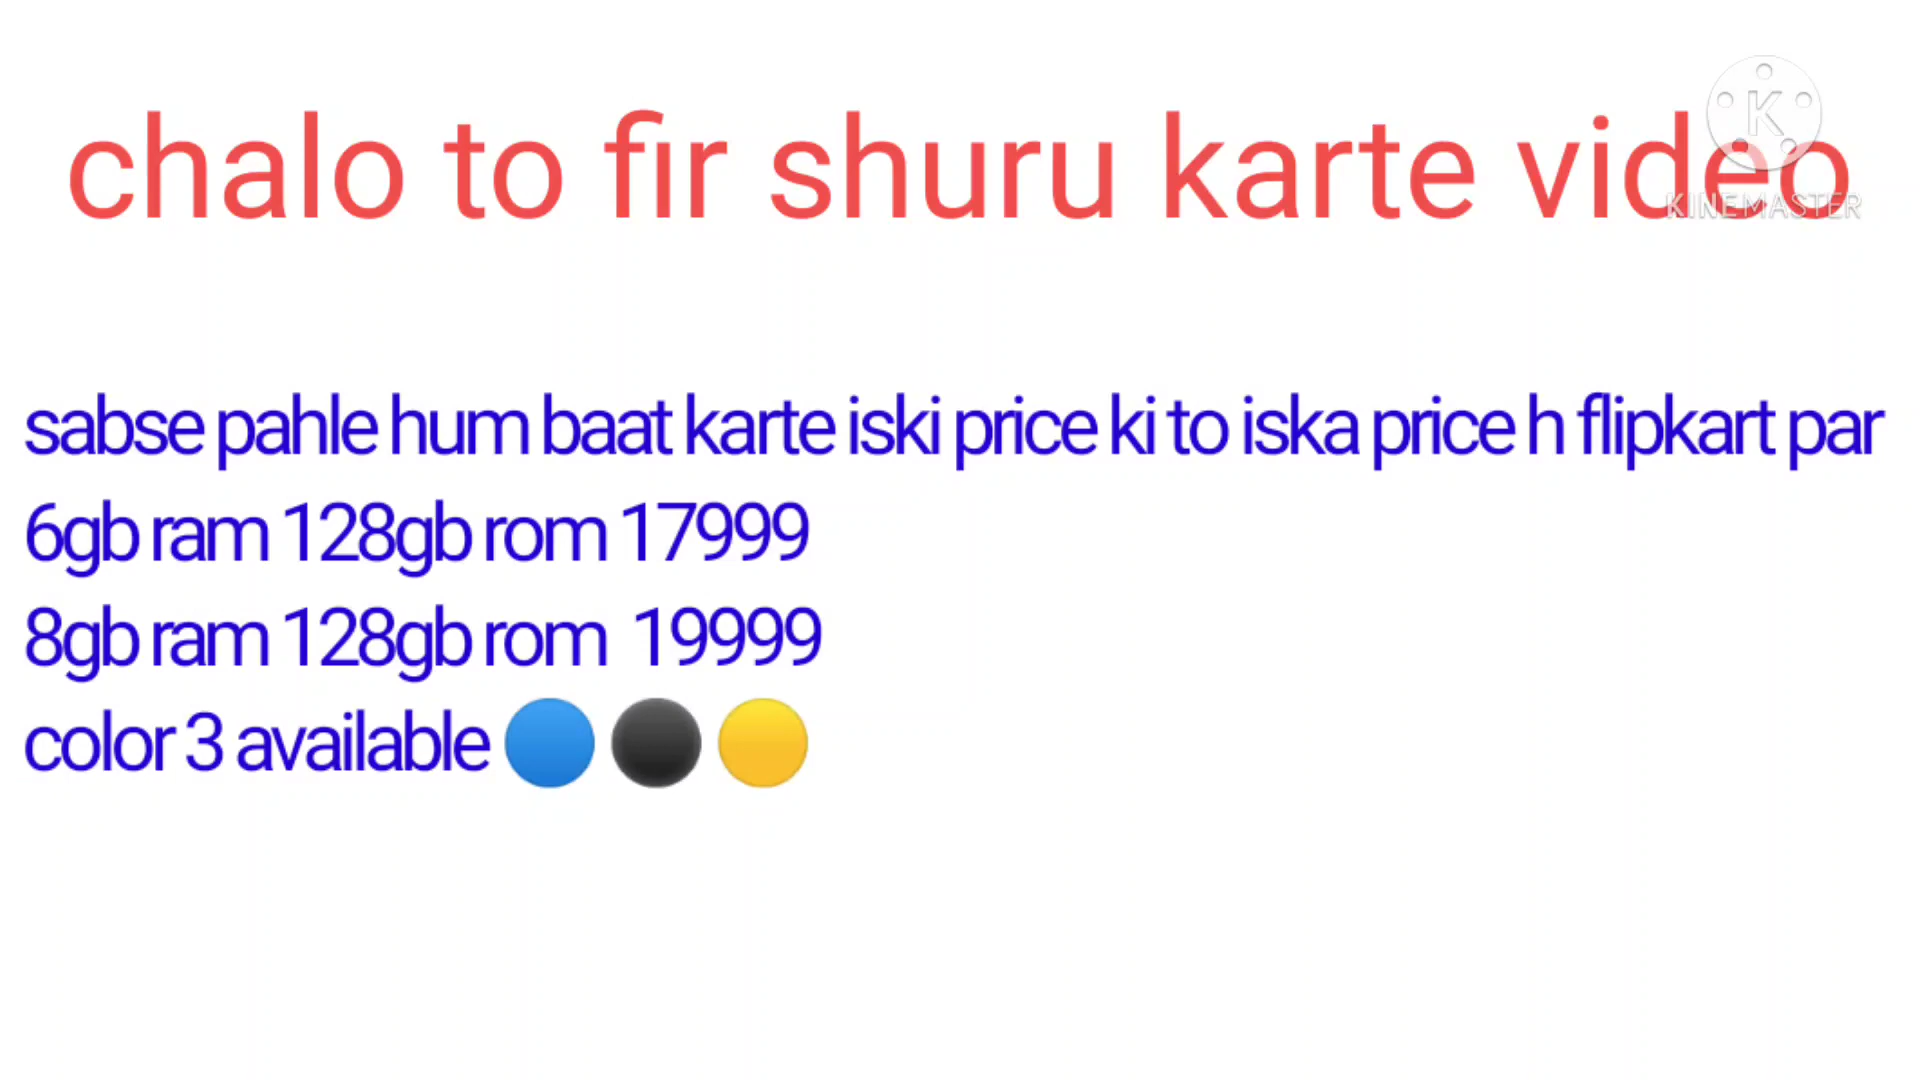 chalo to fir shuru karte video
K
KINEMASTER
sabse pahle hum baat karte iski price ki to iska price h flipkart par
6gb ram 128gb rom 17999
8gb ram 128gb rom 19999
color 3 available 🔵 ⚫ 🟡